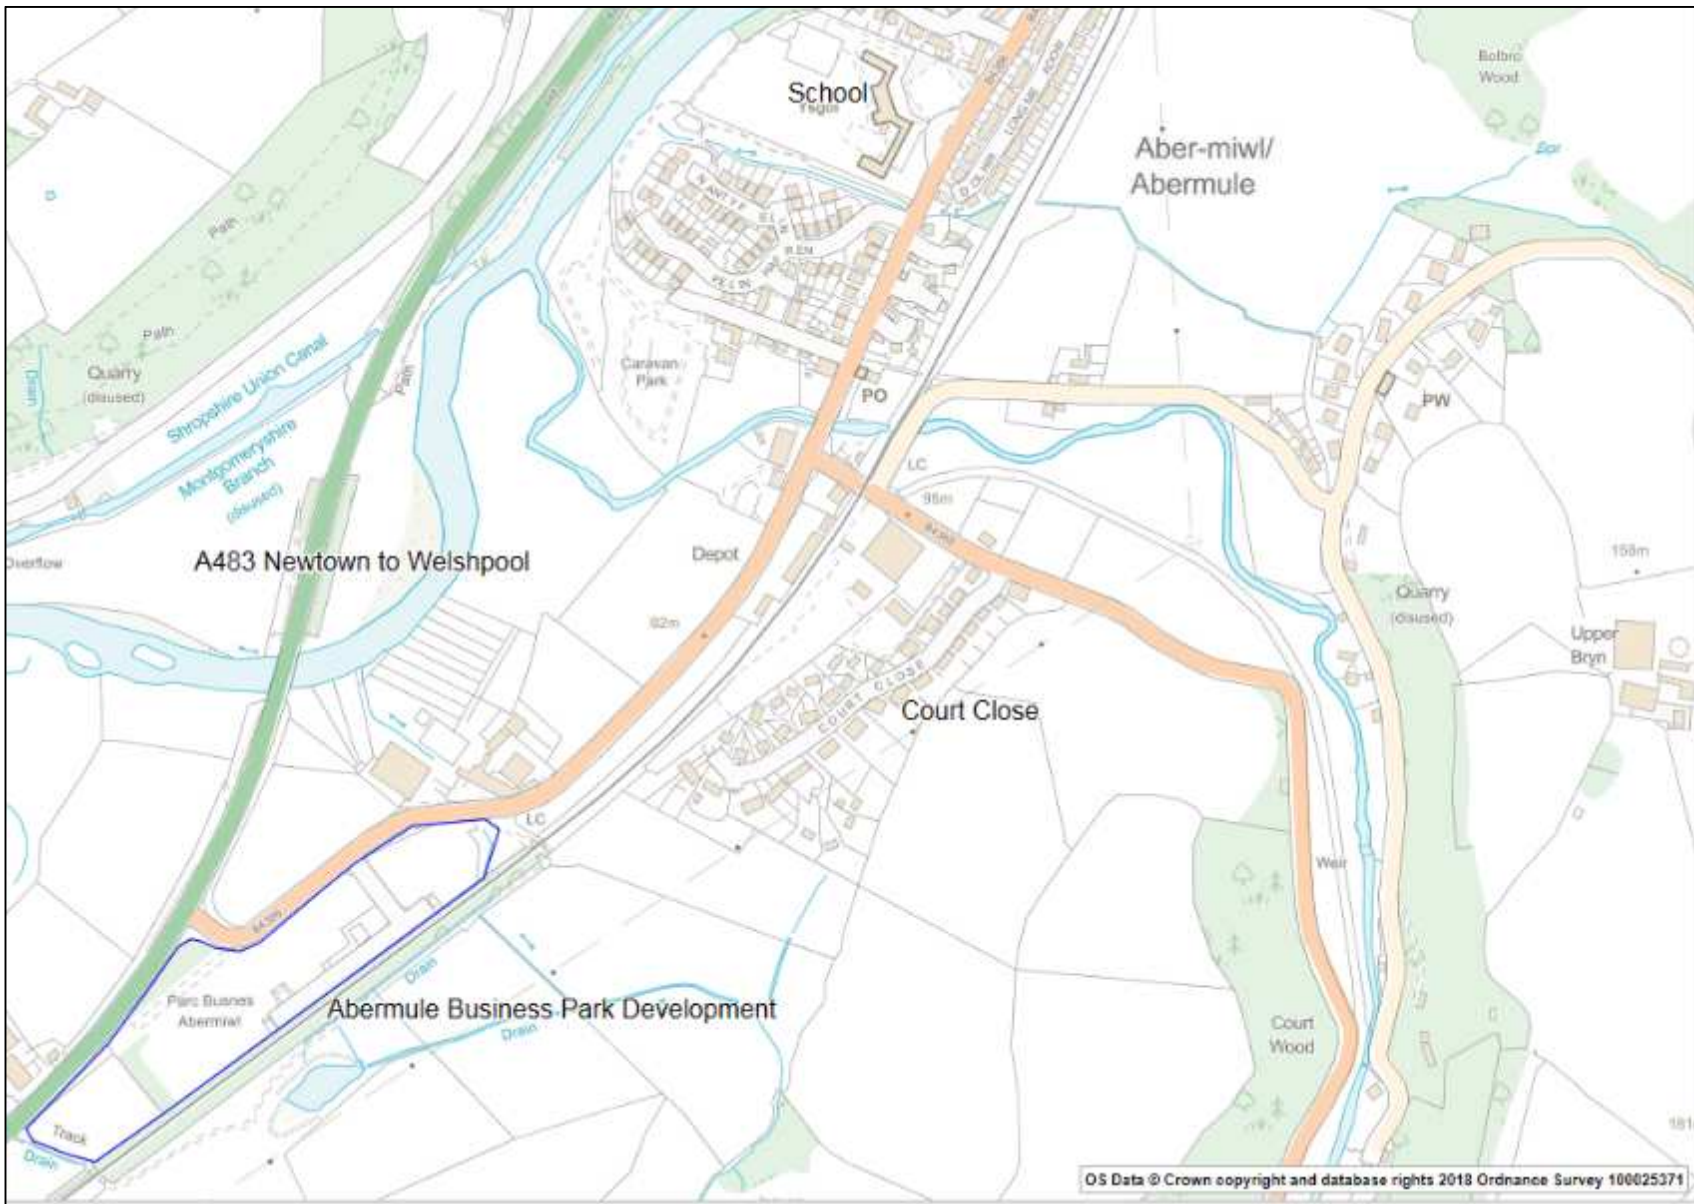 School
Ysgol
Bolbro
Wood
Aber-miwl/
Abermule
Path
Path
Path
Quarry
(disused)
Drain
Shropshire Union Canal
Montgomeryshire
Branch
(disused)
Caravan
Park
PO
PW
LC
98m
Overflow
A483 Newtown to Welshpool
Depot
82m
158m
Quarry
(disused)
Upper
Bryn
COURT CLOSE
Court Close
LC
Weir
Drain
Parc Busnes
Abermiwl
Abermule Business Park Development
Drain
Court
Wood
Track
Drain
OS Data © Crown copyright and database rights 2018 Ordnance Survey 100025371